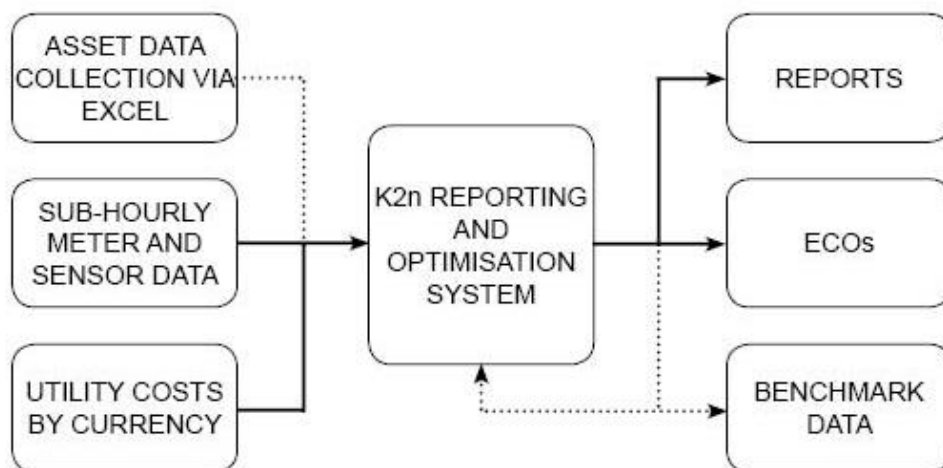 ASSET DATA
COLLECTION VIA
EXCEL
SUB-HOURLY
METER AND
SENSOR DATA
UTILITY COSTS
BY CURRENCY
K2n REPORTING
AND
OPTIMISATION
SYSTEM
REPORTS
ECOs
BENCHMARK
DATA